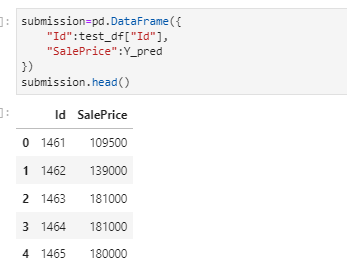 ]: submission=pd.DataFrame({
"Id":test_df["Id"],
"SalePrice":Y_pred
})
submission.head()
]:
Id SalePrice
0 1461 109500
1 1462 139000
2 1463 181000
3 1464 181000
4 1465 180000